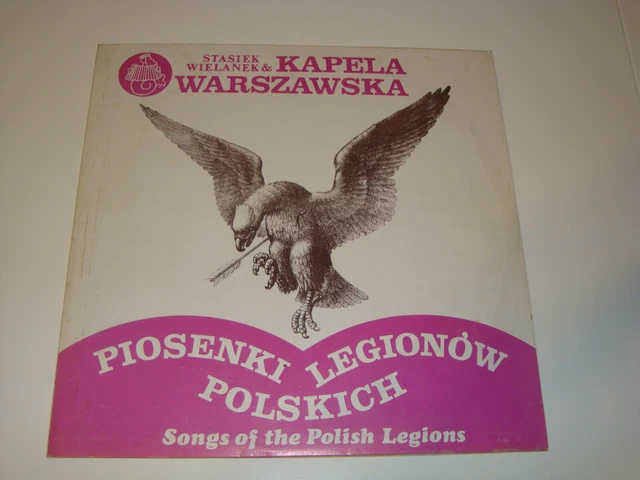 STASIEK
WIELANEK & KAPELA
WARSZAWSKA
PIOSENKI LEGIONÓW
POLSKICH
Songs of the Polish Legions